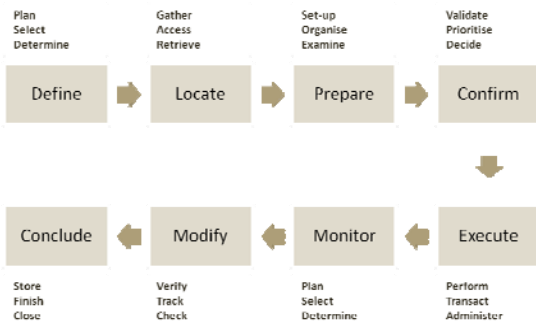 Plan
Select
Determine
Gather
Access
Retrieve
Set-up
Organise
Examine
Validate
Prioritise
Decide
Define
Locate
Prepare
Confirm
Conclude
Modify
Monitor
Execute
Store
Finish
Close
Verify
Track
Check
Plan
Select
Determine
Perform
Transact
Administer